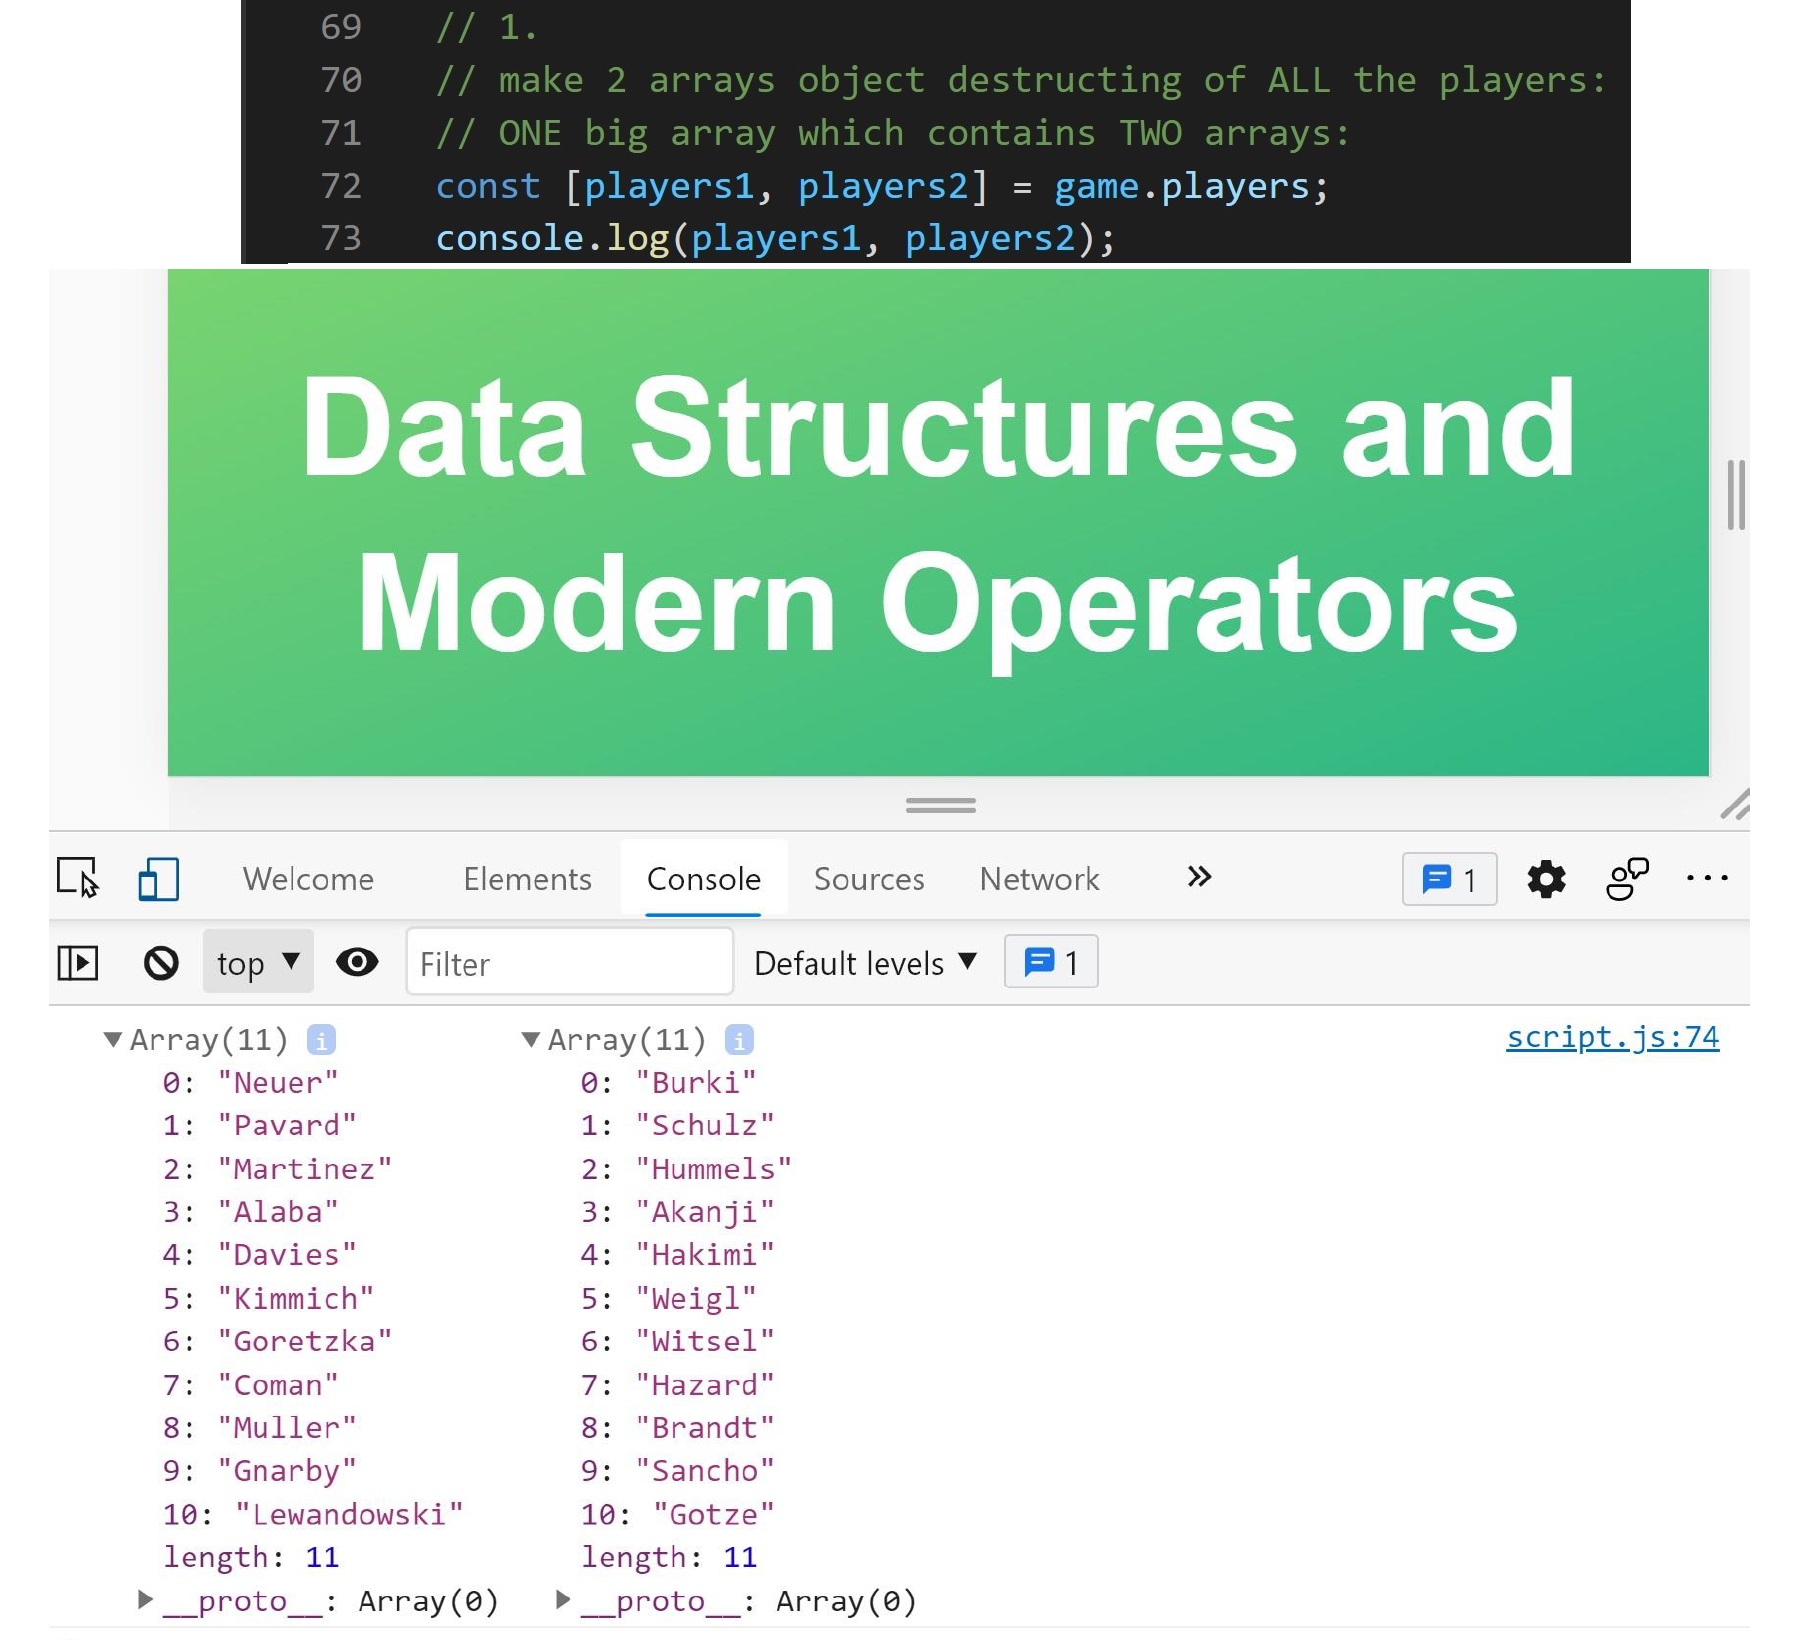 69 // 1.
70 // make 2 arrays object destructing of ALL the players:
71 // ONE big array which contains TWO arrays:
72 const [players1, players2] = game.players;
73 console.log(players1, players2);
Data Structures and
Modern Operators
Welcome Elements Console Sources Network » 1
top ▼ Filter Default levels ▼ 1
▼Array(11) i ▼Array(11) i script.js:74
0: "Neuer" 0: "Burki"
1: "Pavard" 1: "Schulz"
2: "Martinez" 2: "Hummels"
3: "Alaba" 3: "Akanji"
4: "Davies" 4: "Hakimi"
5: "Kimmich" 5: "Weigl"
6: "Goretzka" 6: "Witsel"
7: "Coman" 7: "Hazard"
8: "Muller" 8: "Brandt"
9: "Gnarby" 9: "Sancho"
10: "Lewandowski" 10: "Gotze"
length: 11 length: 11
▶__proto__: Array(0) ▶__proto__: Array(0)